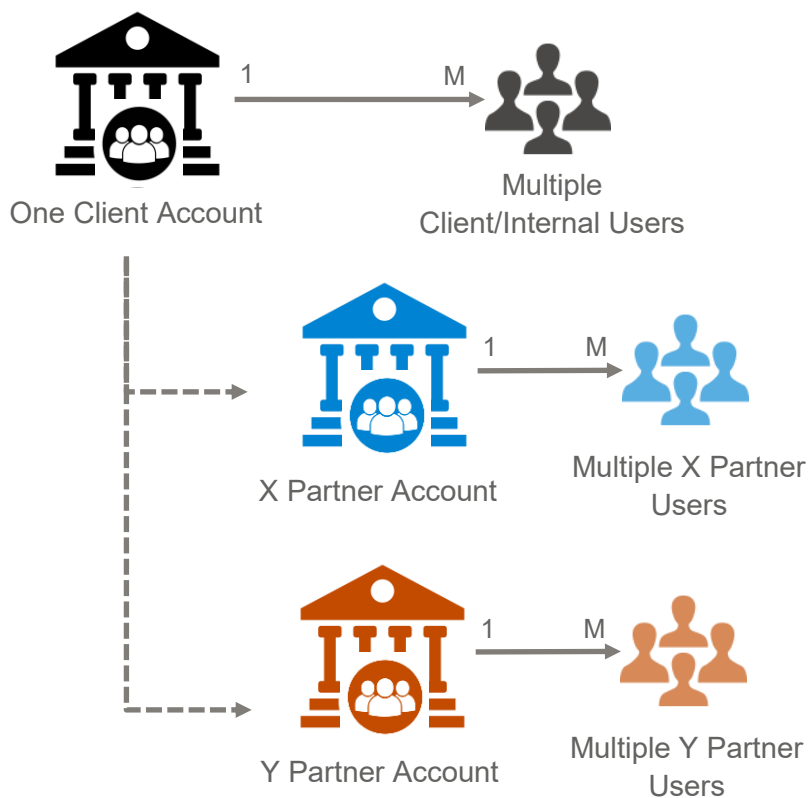 1
M
One Client Account
Multiple
Client/Internal Users
1
M
X Partner Account
Multiple X Partner
Users
1
M
Y Partner Account
Multiple Y Partner
Users